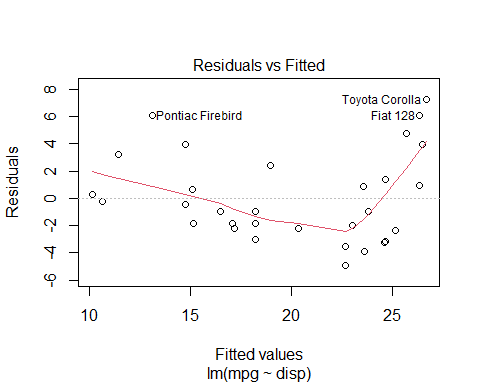 Residuals vs Fitted
Residuals
8
6
4
2
0
-2
-4
-6
Toyota Corolla
Pontiac Firebird
Fiat 128
10
15
20
25
Fitted values
lm(mpg ~ disp)